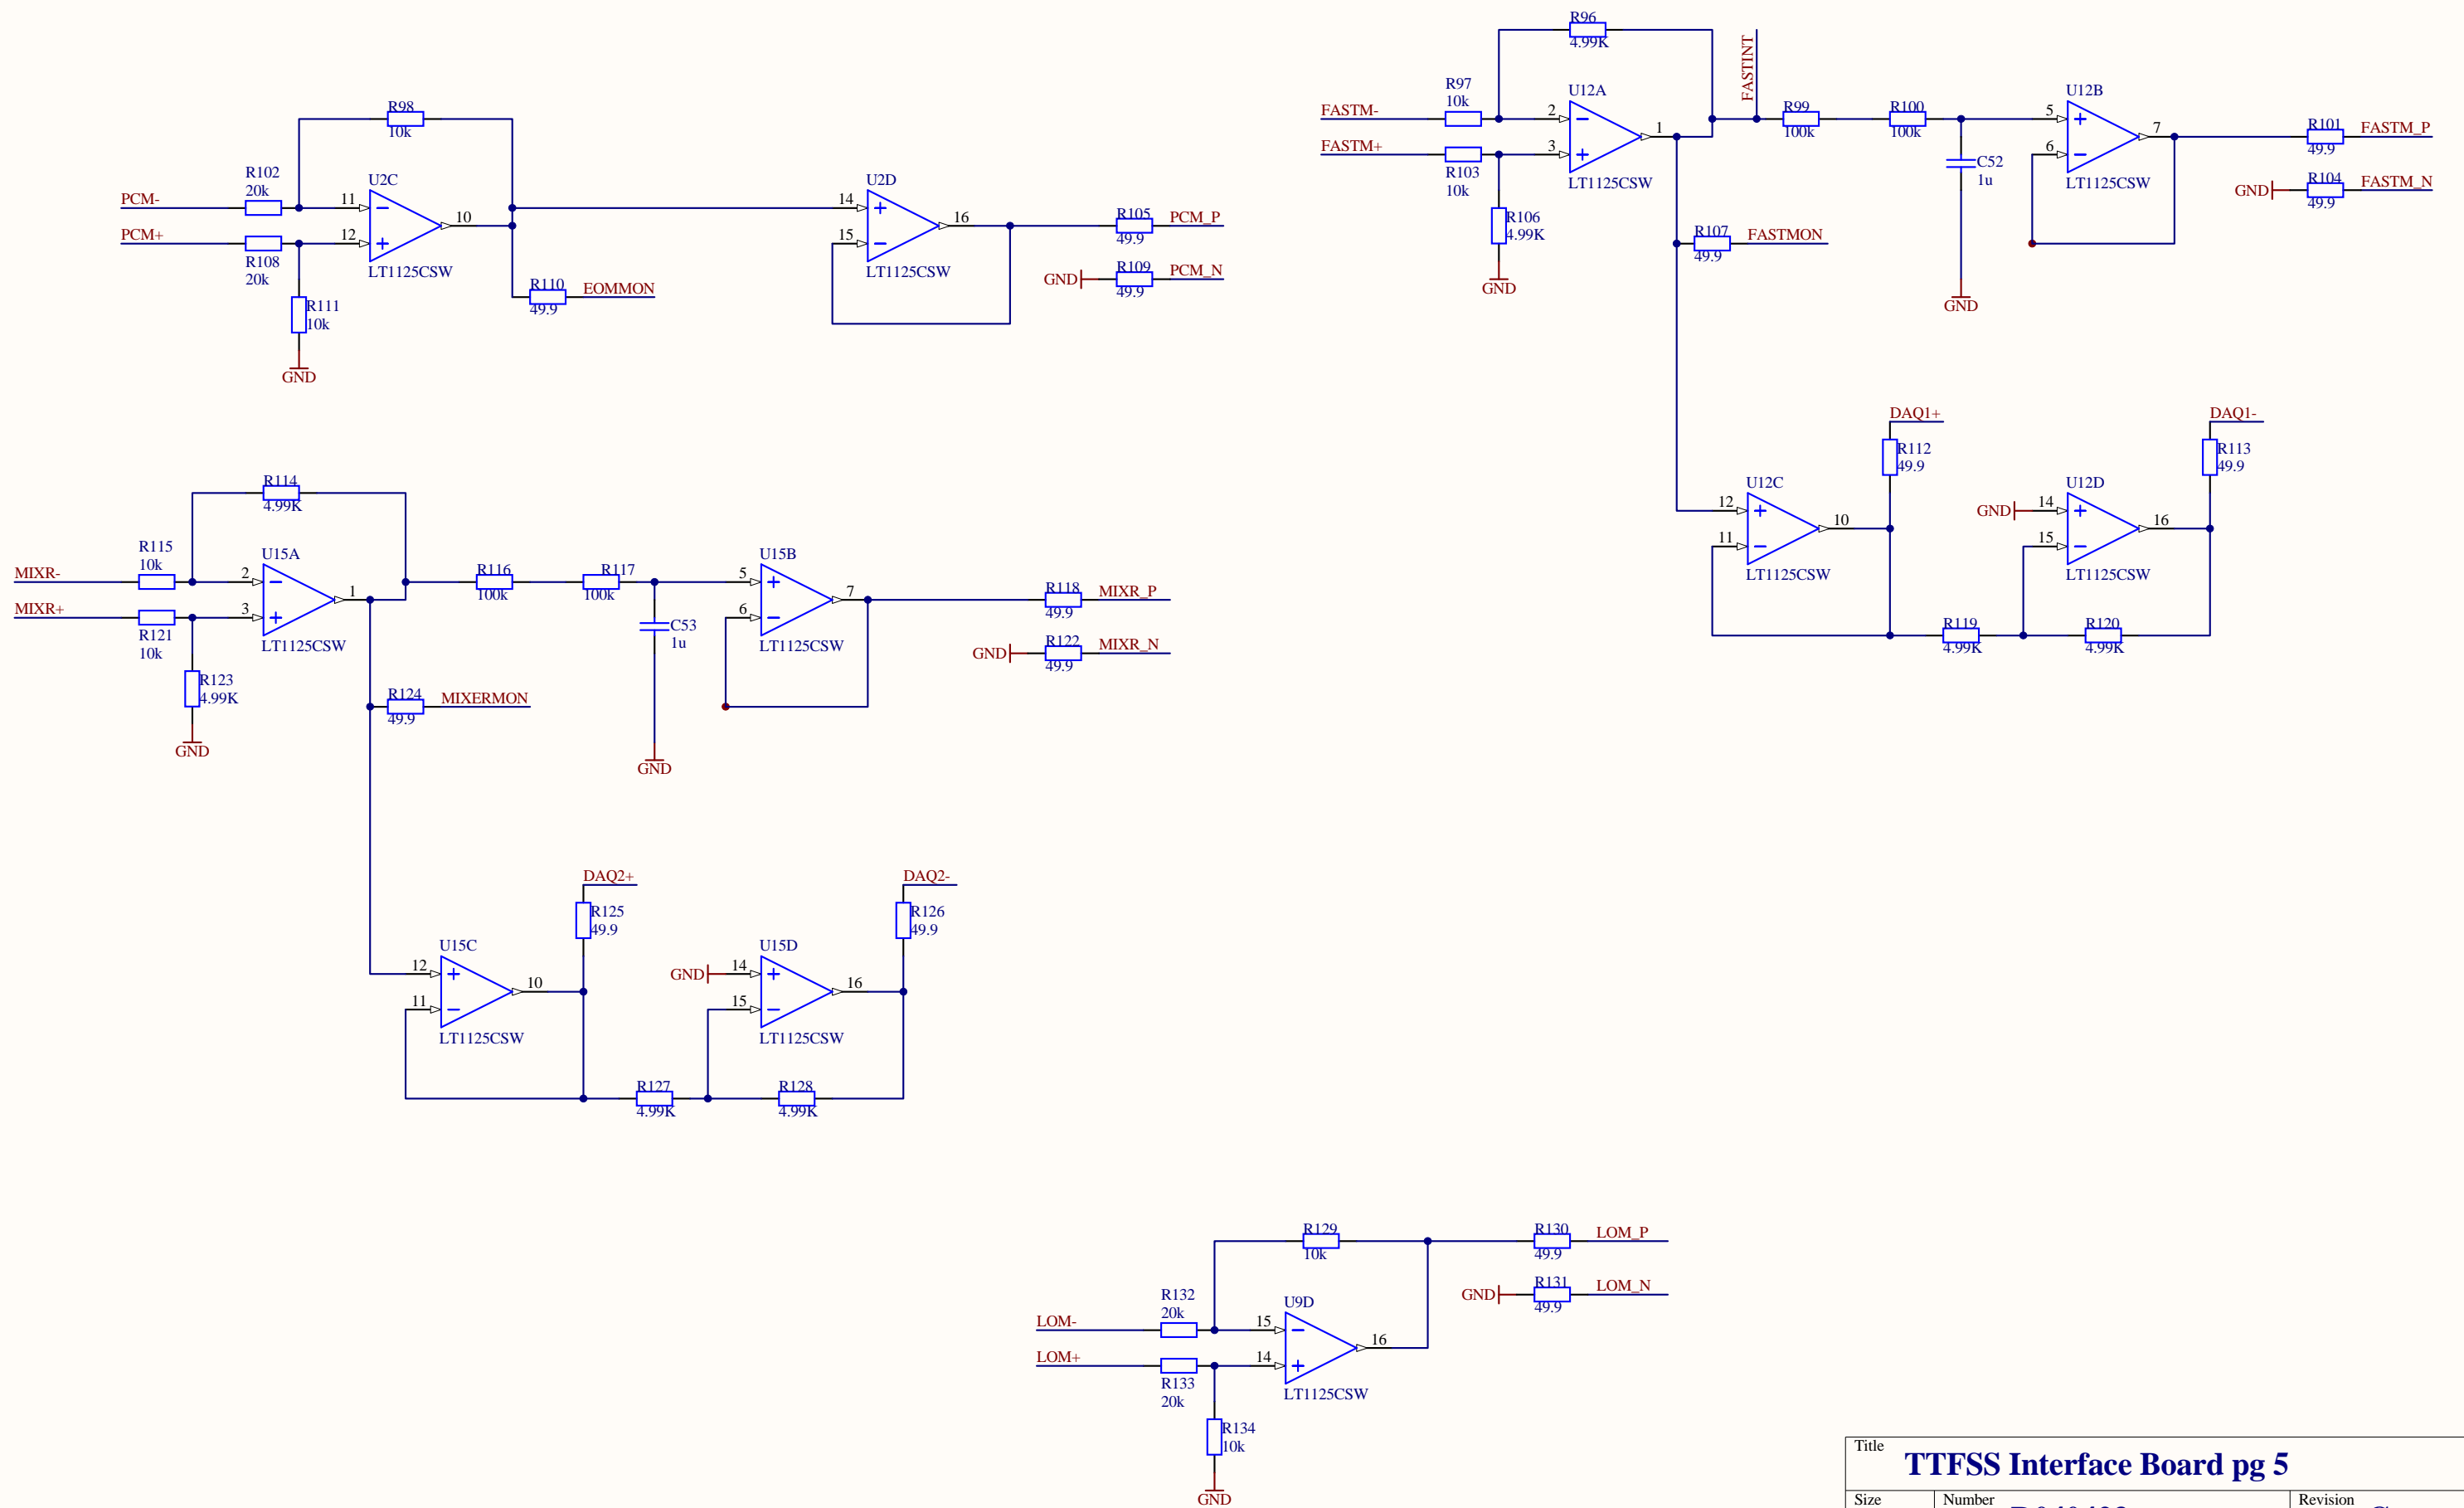 R98
10k
R102
20k
U2C
PCM-
11
10
PCM+
12
R108
20k
LT1125CSW
R111
10k
GND
R110
49.9
EOMMON
U2D
14
16
15
LT1125CSW
R105
49.9
PCM_P
GND
R109
49.9
PCM_N
R96
4.99K
FASTINT
R97
10k
U12A
FASTM-
2
1
FASTM+
3
R103
10k
LT1125CSW
R106
4.99K
GND
R99
100k
R100
100k
C52
1u
GND
U12B
5
7
6
LT1125CSW
R101
49.9
FASTM_P
GND
R104
49.9
FASTM_N
R107
49.9
FASTMON
DAQ1+
R112
49.9
U12C
12
10
11
LT1125CSW
DAQ1-
R113
49.9
U12D
GND
14
16
15
LT1125CSW
R119
4.99K
R120
4.99K
R114
4.99K
R115
10k
U15A
MIXR-
2
1
MIXR+
3
R121
10k
LT1125CSW
R123
4.99K
GND
R116
100k
R117
100k
C53
1u
GND
U15B
5
7
6
LT1125CSW
R118
49.9
MIXR_P
GND
R122
49.9
MIXR_N
R124
49.9
MIXERMON
DAQ2+
R125
49.9
U15C
12
10
11
LT1125CSW
DAQ2-
R126
49.9
U15D
GND
14
16
15
LT1125CSW
R127
4.99K
R128
4.99K
R129
10k
R130
49.9
LOM_P
GND
R131
49.9
LOM_N
R132
20k
U9D
LOM-
15
16
LOM+
14
R133
20k
LT1125CSW
R134
10k
GND
Title
TTFSS Interface Board pg 5
Size
Number
Revision